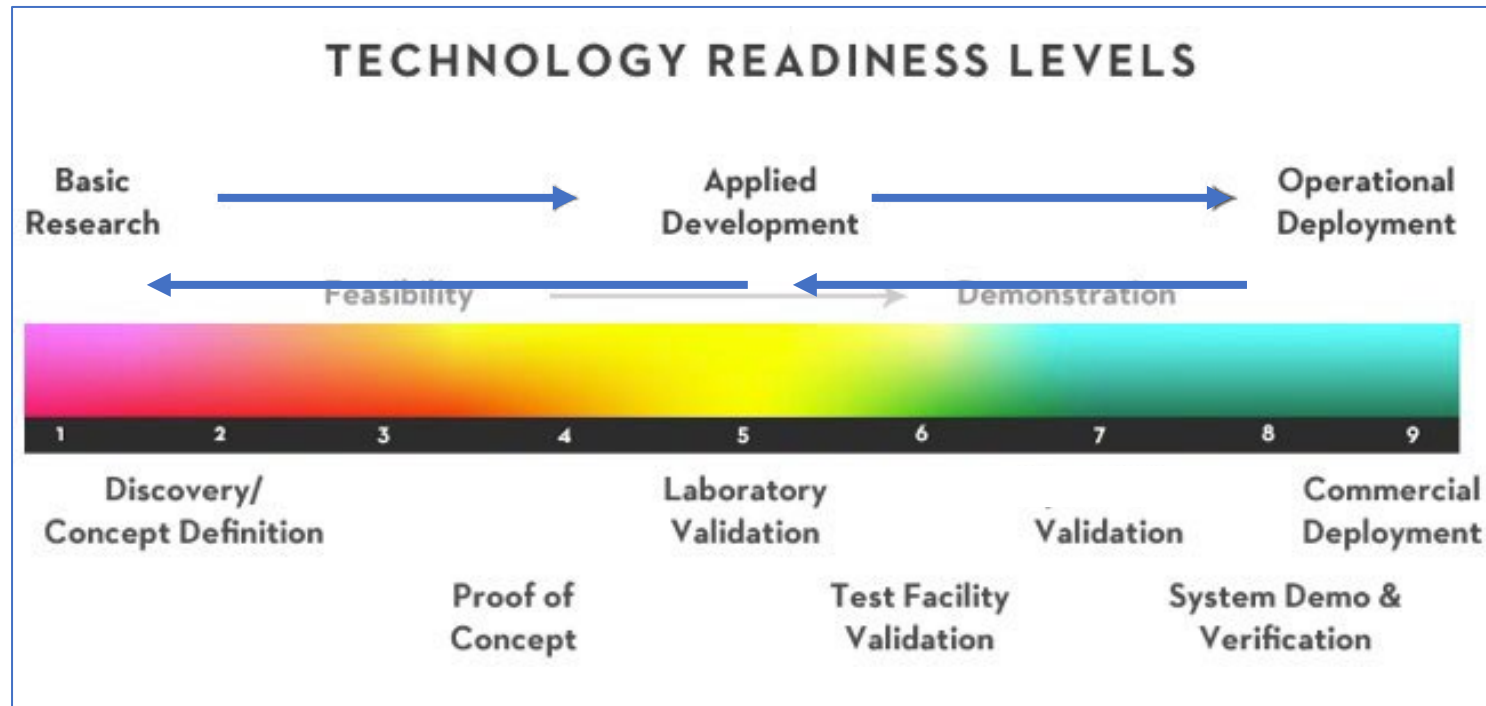 TECHNOLOGY READINESS LEVELS
Basic
Research
Applied
Development
Operational
Deployment
Feasibility
Demonstration
1 2 3 4 5 6 7 8 9
Discovery/
Concept Definition
Laboratory
Validation
Validation
Commercial
Deployment
Proof of
Concept
Test Facility
Validation
System Demo &
Verification